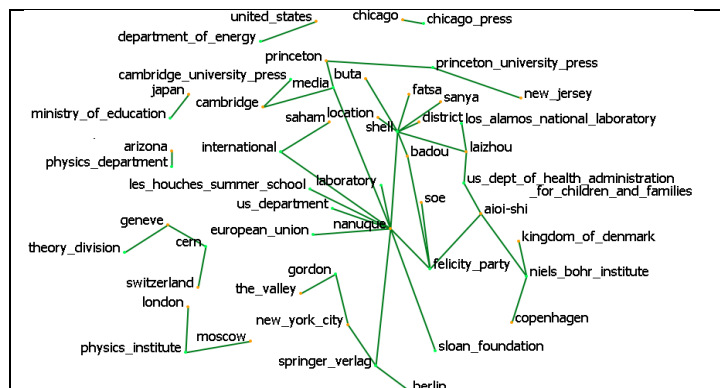 united_states
chicago
chicago_press
department_of_energy
princeton
princeton_university_press
cambridge_university_press
buta
media
japan
fatsa
sanya
new_jersey
cambridge
ministry_of_education
saham
location
shell
district
los_alamos_national_laboratory
arizona
international
badou
laizhou
physics_department
les_houches_summer_school
laboratory
us_dept_of_health_administration
_for_children_and_families
us_department
soe
aioi-shi
geneve
european_union
nanuque
cern
kingdom_of_denmark
theory_division
felicity_party
niels_bohr_institute
gordon
switzerland
the_valley
london
new_york_city
copenhagen
moscow
physics_institute
springer_verlag
sloan_foundation
berlin